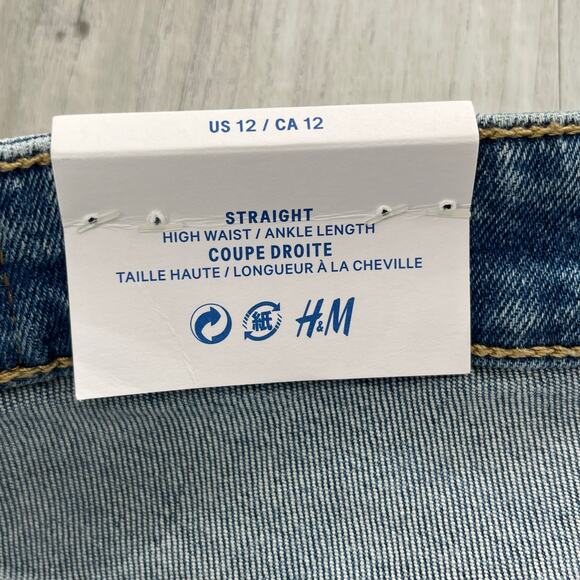 US 12 / CA 12
STRAIGHT
HIGH WAIST / ANKLE LENGTH
COUPE DROITE
TAILLE HAUTE / LONGUEUR À LA CHEVILLE
紙 H&M